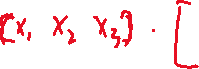 [x₁ x₂ x₃] · [